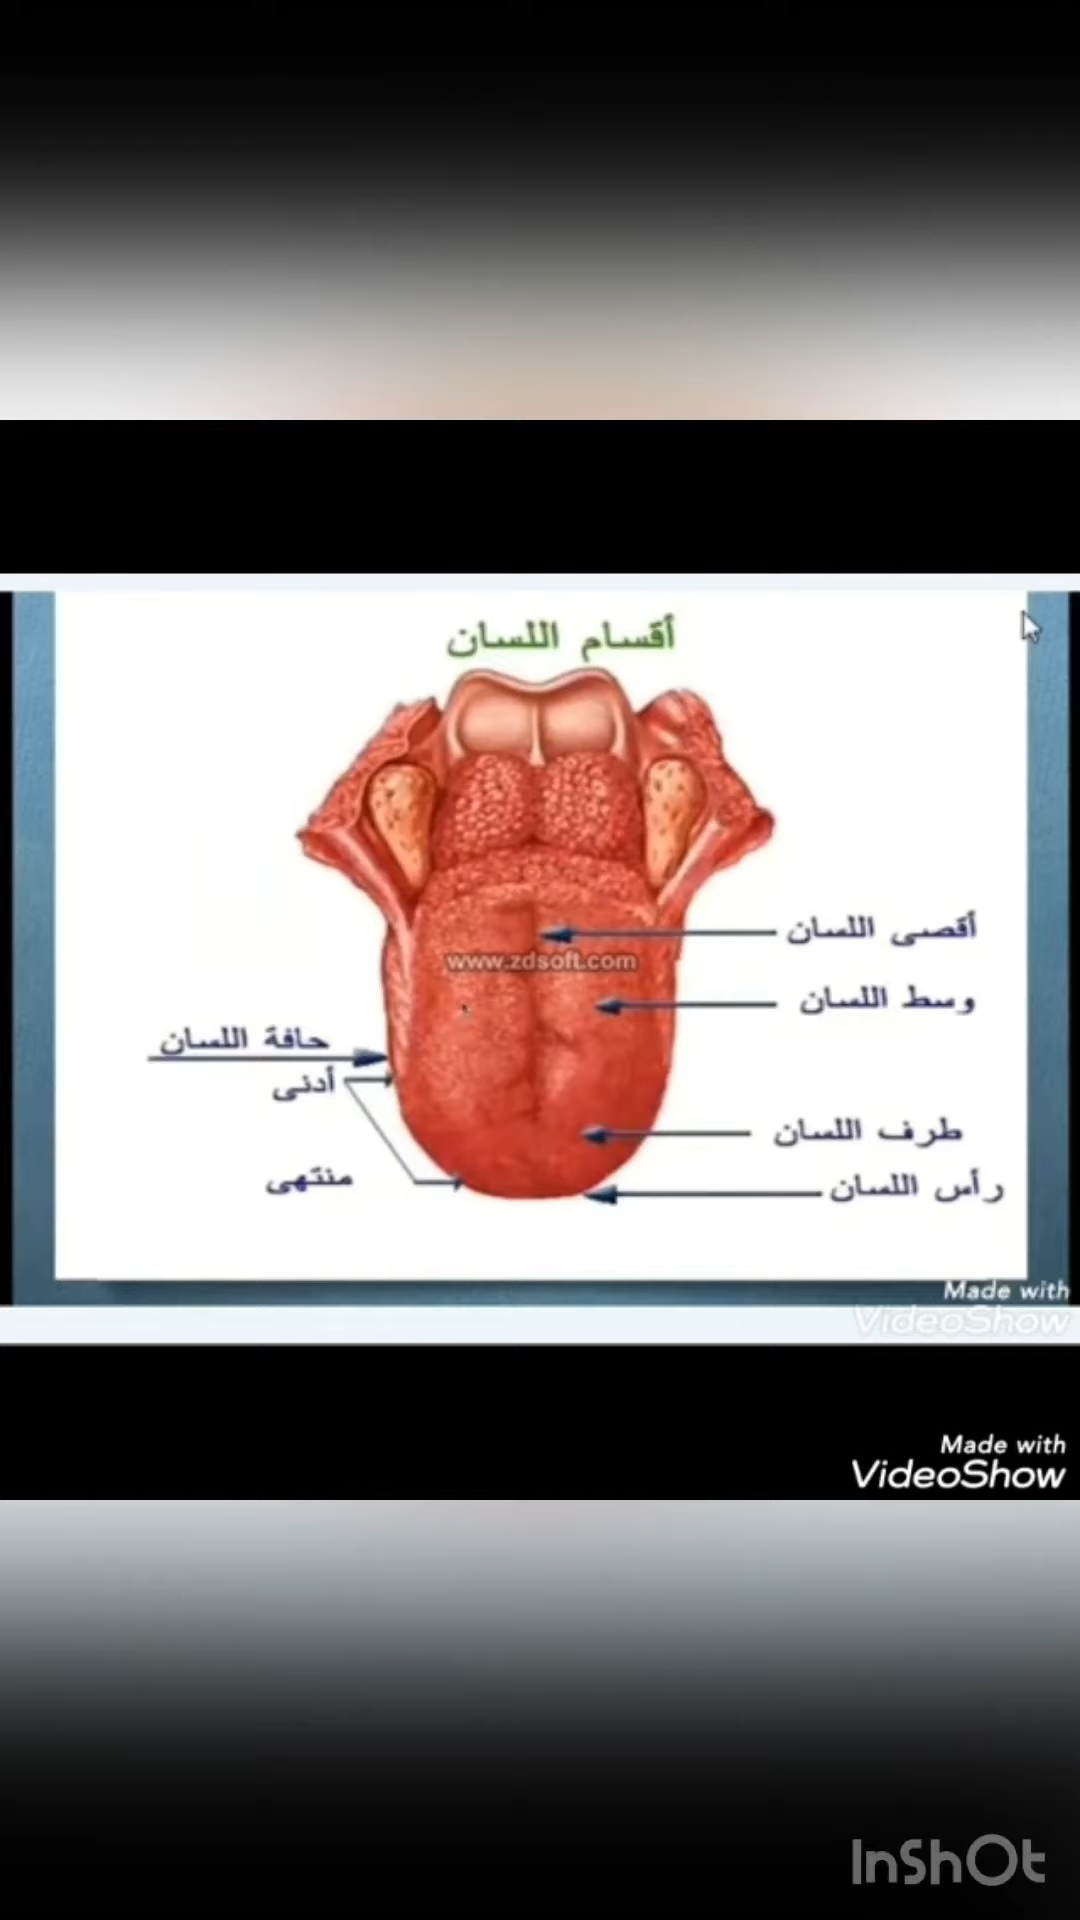 أقسام اللسان
أقصى اللسان
www.zdsoft.com
وسط اللسان
حافة اللسان
أدنى
طرف اللسان
منتهى
رأس اللسان
Made with
VideoShow
Made with
VideoShow
InShOt